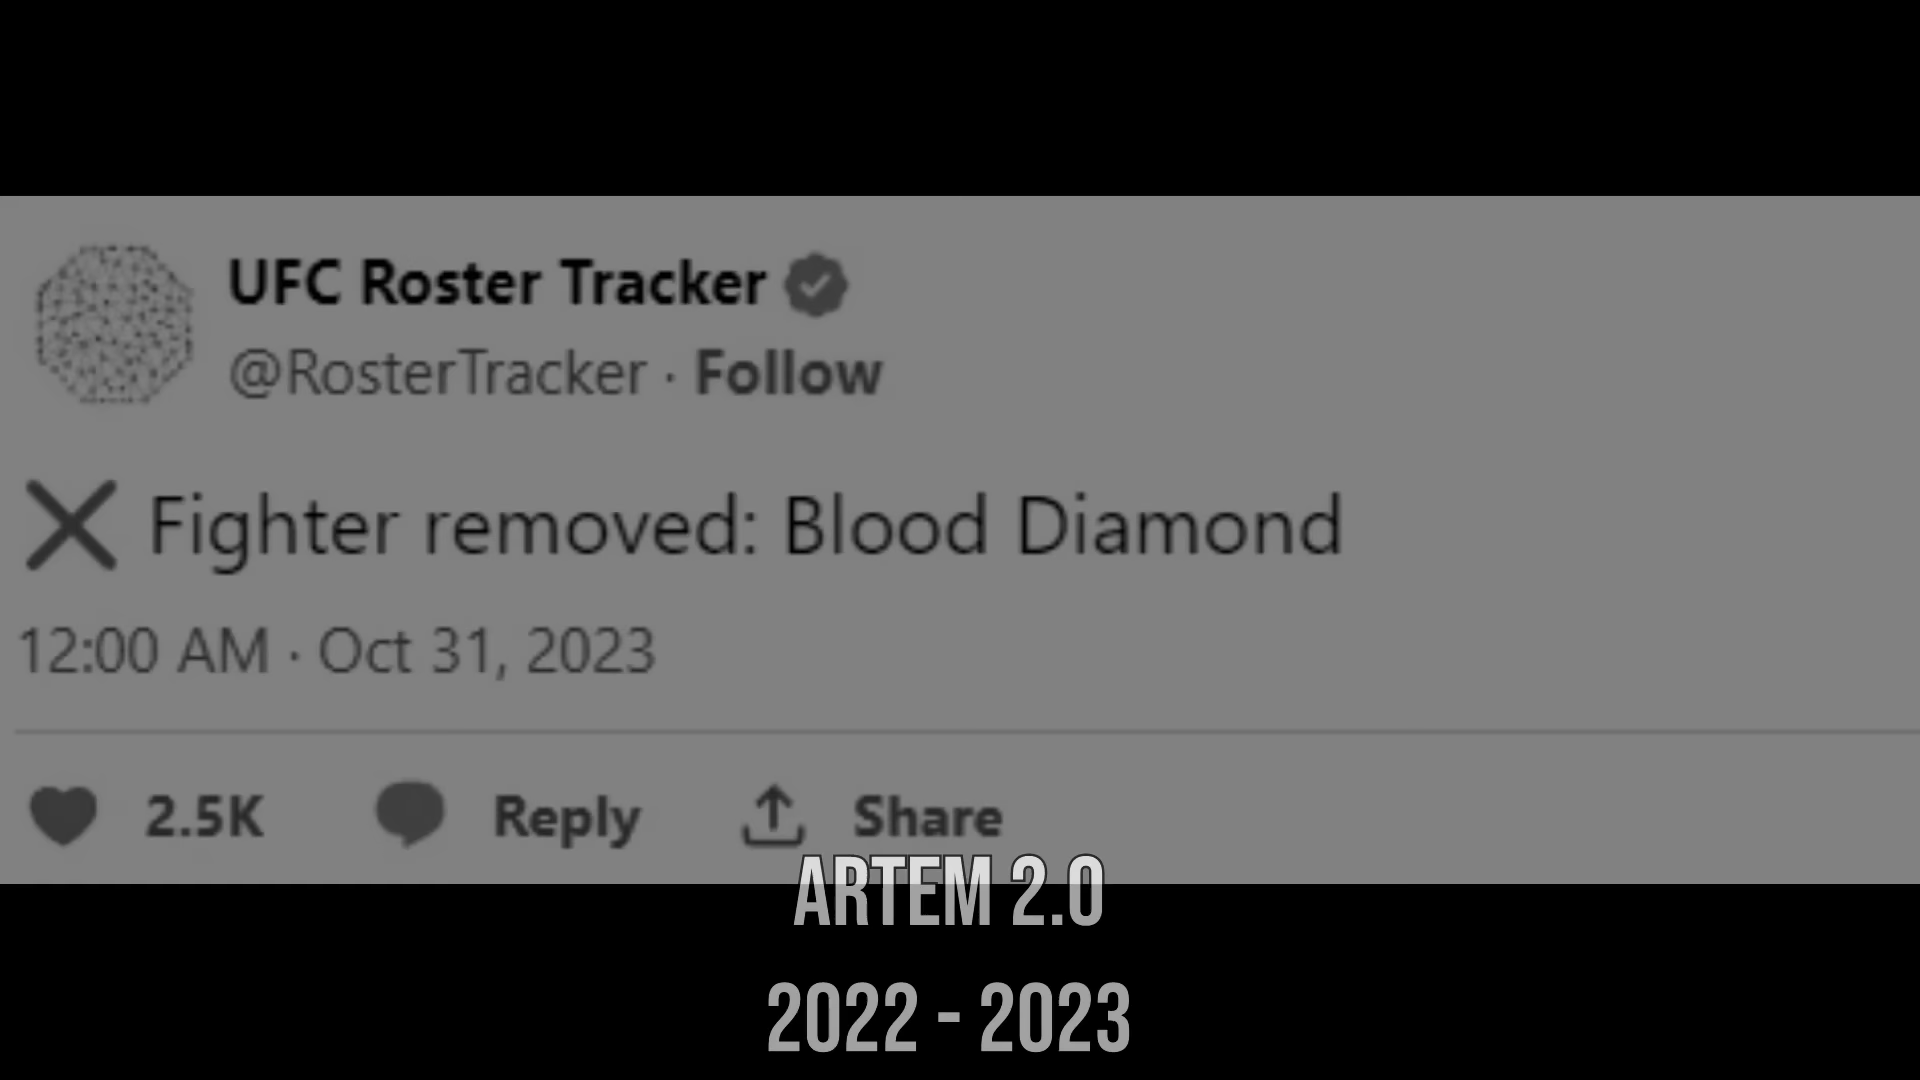 UFC Roster Tracker
@RosterTracker · Follow
❌ Fighter removed: Blood Diamond
12:00 AM · Oct 31, 2023
2.5K Reply Share
ARTEM 2.0
2022 - 2023